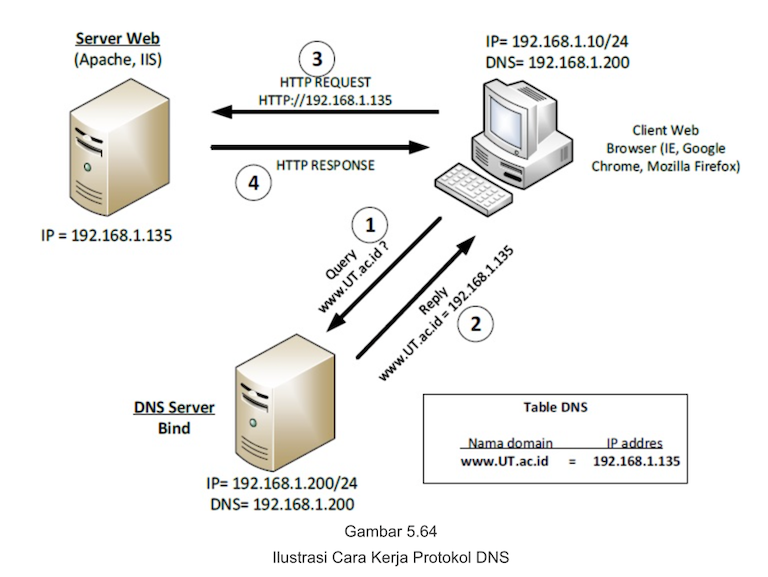 Server Web
(Apache, IIS)
IP = 192.168.1.135
3
HTTP REQUEST
HTTP://192.168.1.135
HTTP RESPONSE
4
IP= 192.168.1.10/24
DNS= 192.168.1.200
Client Web
Browser (IE, Google
Chrome, Mozilla Firefox)
1
Query
www.UT.ac.id ?
Reply
www.UT.ac.id = 192.168.1.135
2
DNS Server
Bind
IP= 192.168.1.200/24
DNS= 192.168.1.200
Table DNS
Nama domain IP addres
www.UT.ac.id = 192.168.1.135
Gambar 5.64
Ilustrasi Cara Kerja Protokol DNS